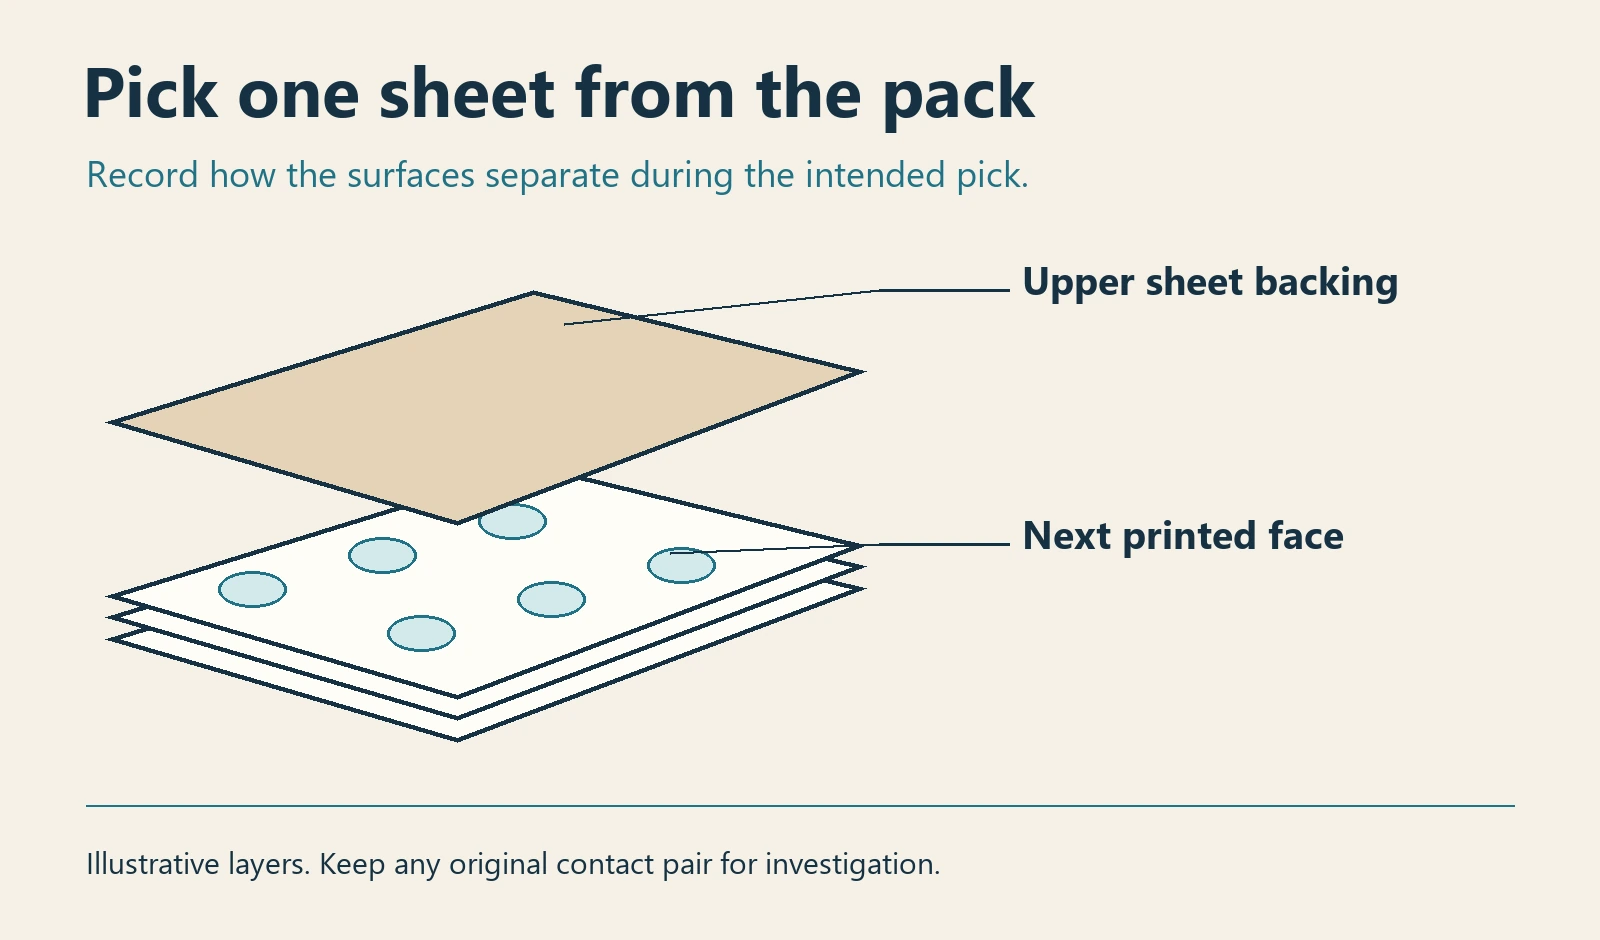 Pick one sheet from the pack
Record how the surfaces separate during the intended pick.
Upper sheet backing
Next printed face
Illustrative layers. Keep any original contact pair for investigation.